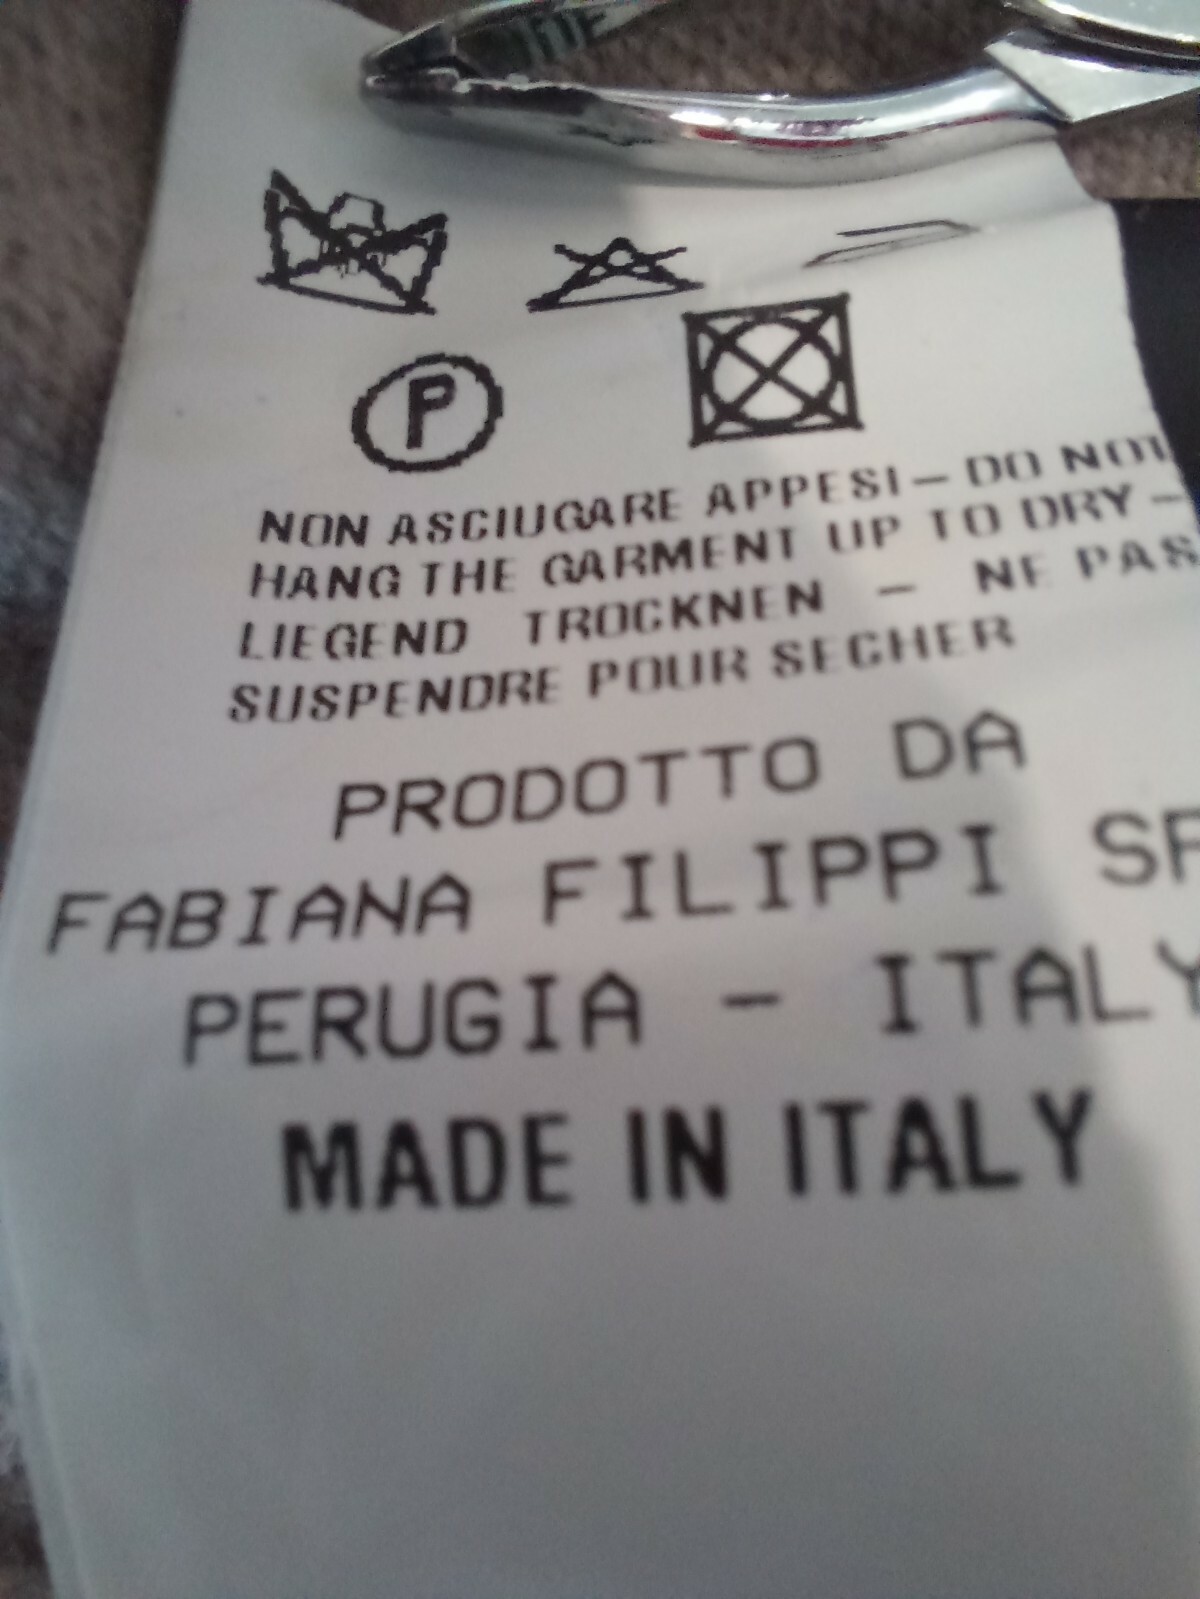 P
NON ASCIUGARE APPESI - DO NOT
HANG THE GARMENT UP TO DRY -
LIEGEND TROCKNEN - NE PAS
SUSPENDRE POUR SECHER
PRODOTTO DA
FABIANA FILIPPI
PERUGIA - ITALY
MADE IN ITALY